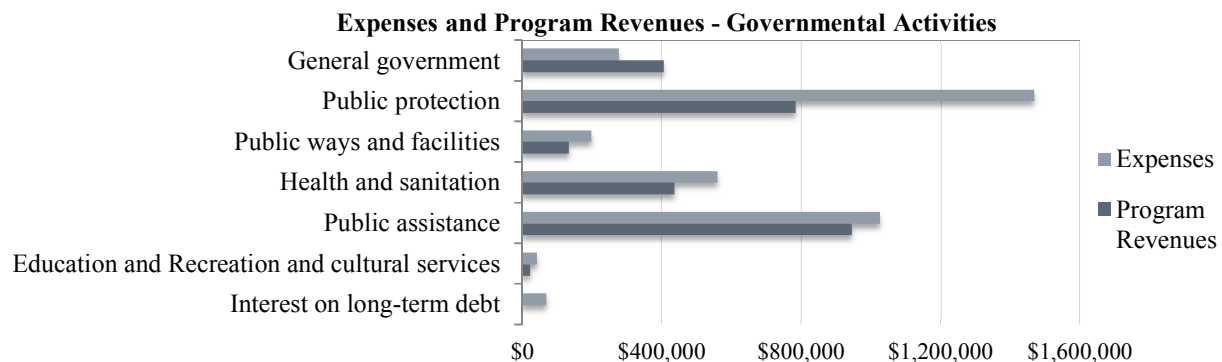 Expenses and Program Revenues - Governmental Activities
General government
Public protection
Public ways and facilities
Health and sanitation
Public assistance
Education and Recreation and cultural services
Interest on long-term debt
$0 $400,000 $800,000 $1,200,000 $1,600,000
Expenses
Program
Revenues